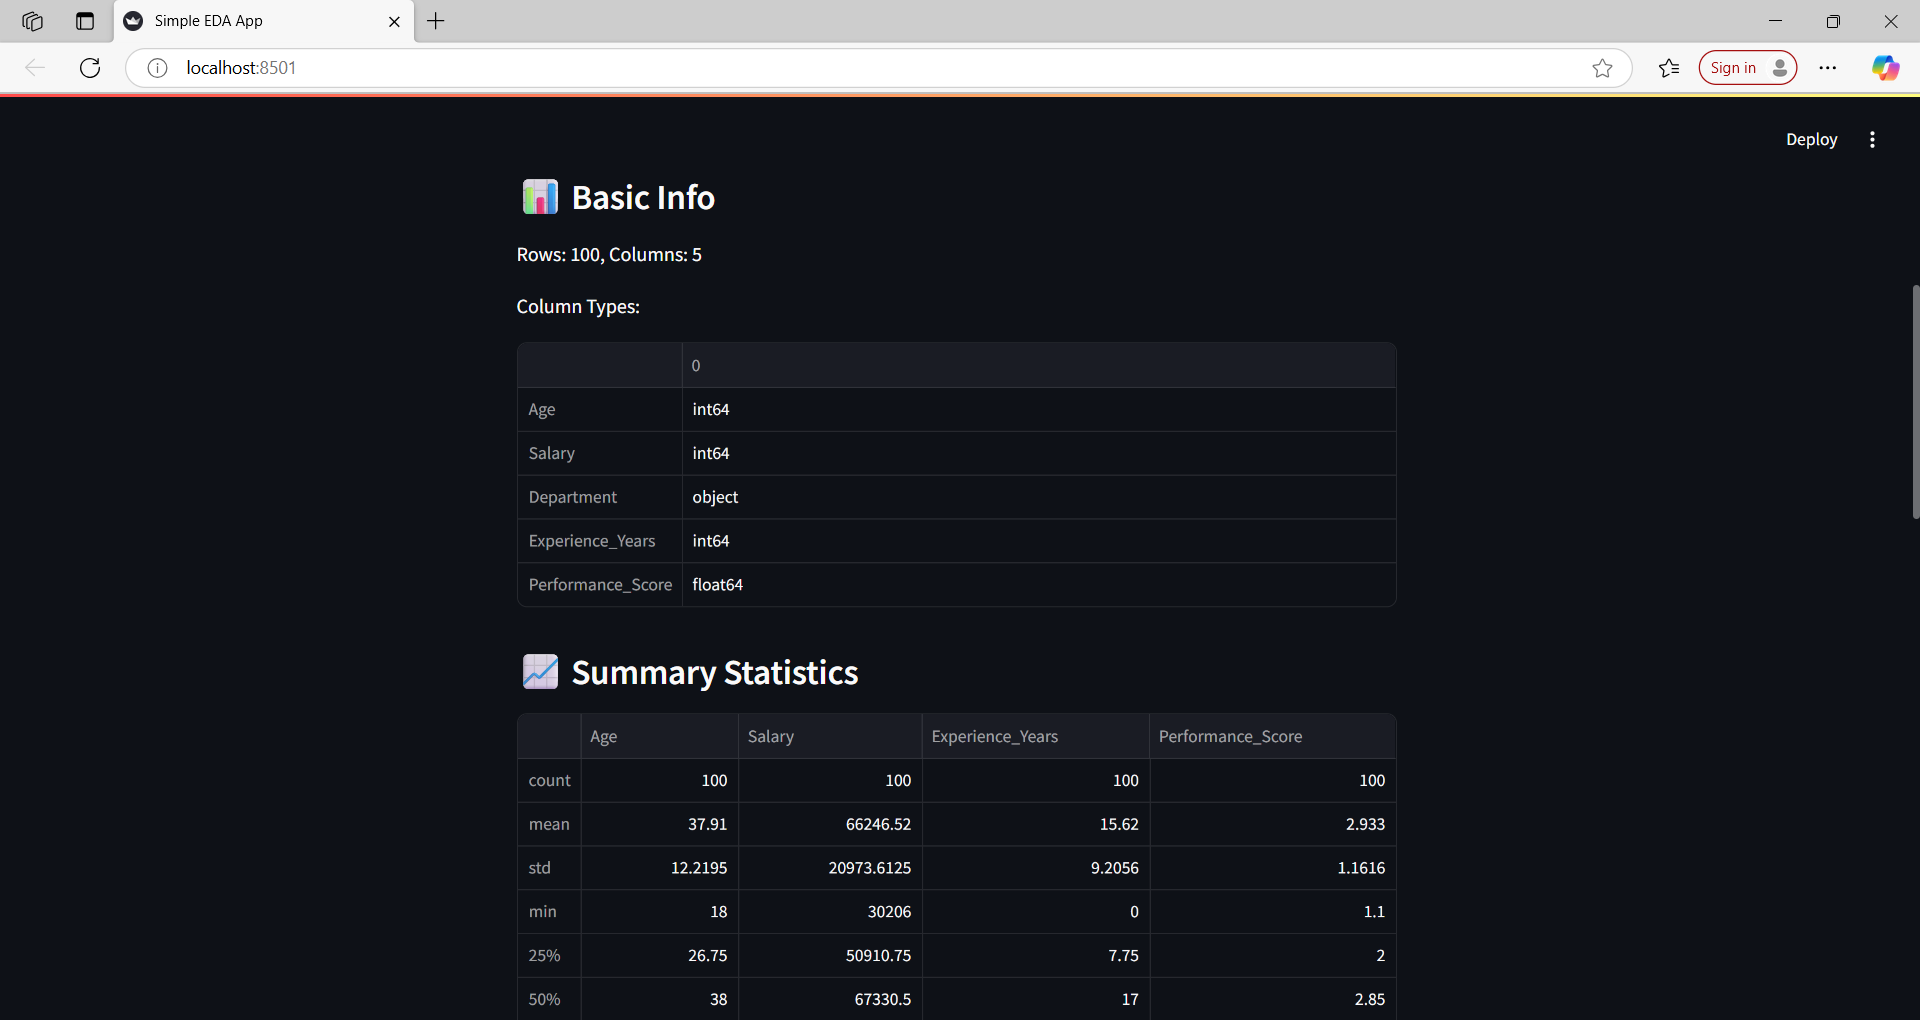 Simple EDA App
localhost:8501
Sign in
Deploy
Basic Info
Rows: 100, Columns: 5
Column Types:
0
Age int64
Salary int64
Department object
Experience_Years int64
Performance_Score float64
Summary Statistics
Age Salary Experience_Years Performance_Score
count 100 100 100 100
mean 37.91 66246.52 15.62 2.933
std 12.2195 20973.6125 9.2056 1.1616
min 18 30206 0 1.1
25% 26.75 50910.75 7.75 2
50% 38 67330.5 17 2.85